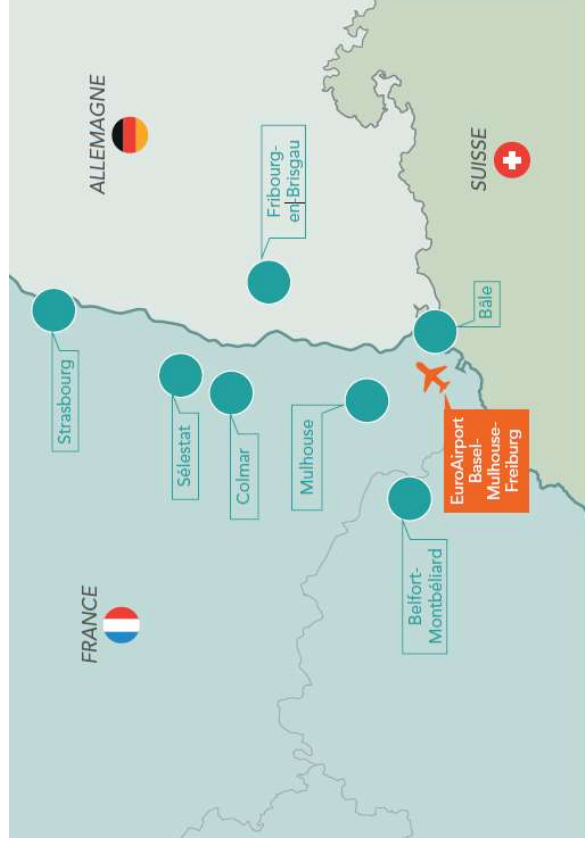 FRANCE
ALLEMAGNE
SUISSE
Strasbourg
Sélestat
Colmar
Fribourg-
en-Brisgau
Mulhouse
Belfort-
Montbéliard
EuroAirport
Basel-
Mulhouse-
Freiburg
Bâle